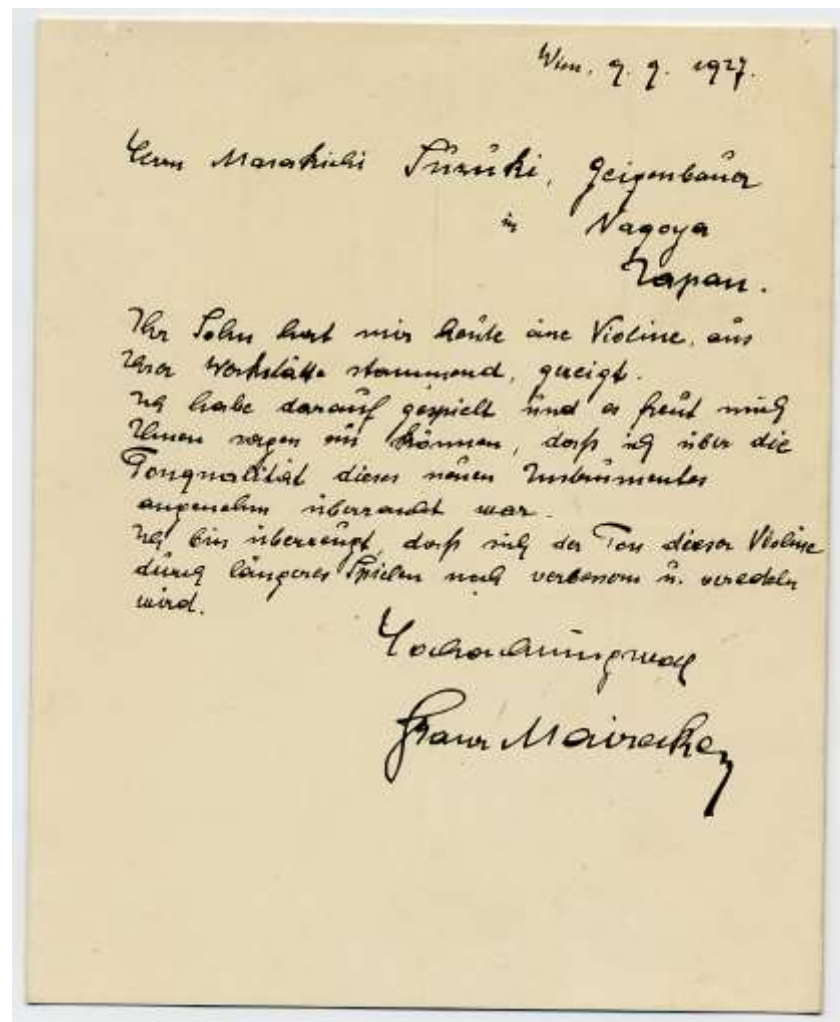 Wien, 9. 9. 1927.
Herrn Masakichi Suzuki, Geigenbauer
in Nagoya
Japan.
Ihr Sohn hat mir heute eine Violine, aus
Ihrer Werkstätte stammend, gezeigt.
Ich habe darauf gespielt und es freut mich
Ihnen sagen zu können, daß ich über die
Tonqualität dieses neuen Instrumentes
angenehm überrascht war.
Ich bin überzeugt, daß sich der Ton dieser Violine
durch längeres Spielen noch verbessern u. veredeln
wird.
Hochachtungsvoll
Franz Mairecker